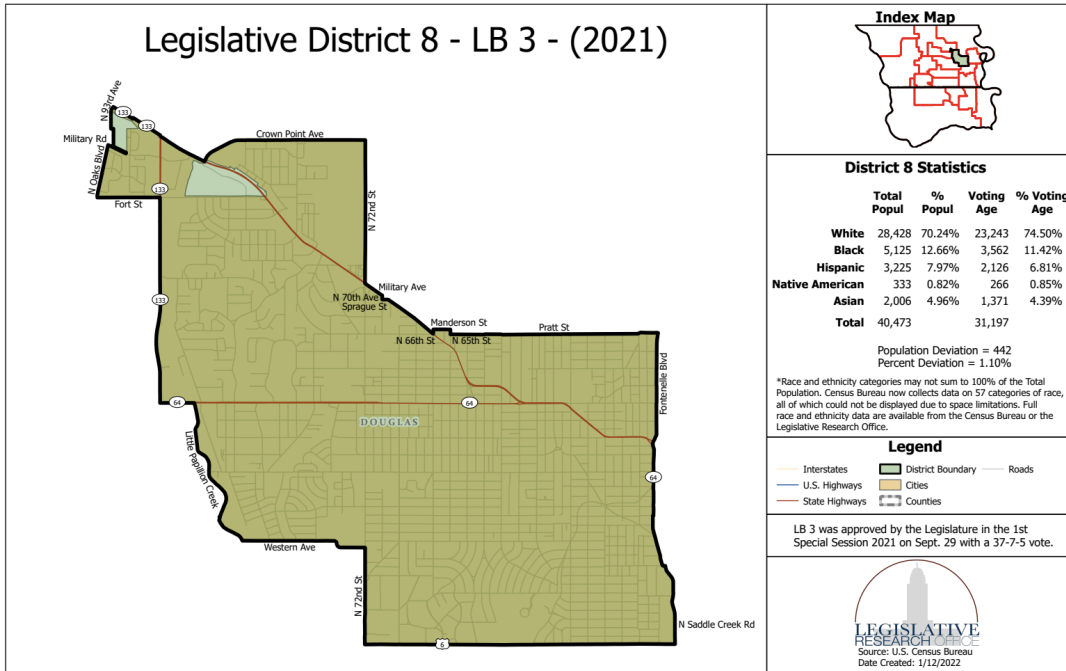 Legislative District 8 - LB 3 - (2021)
N 93rd Ave
133
133
Military Rd
N Oaks Blvd
133
Fort St
Crown Point Ave
N 72nd St
133
Military Ave
N 70th Ave
Sprague St
Manderson St
Pratt St
N 66th St
N 65th St
Fontenelle Blvd
64
64
DOUGLAS
Little Papillion Creek
64
Western Ave
N 72nd St
N Saddle Creek Rd
6
Index Map
District 8 Statistics
Total Popul % Popul Voting Age % Voting Age
White 28,428 70.24% 23,243 74.50%
Black 5,125 12.66% 3,562 11.42%
Hispanic 3,225 7.97% 2,126 6.81%
Native American 333 0.82% 266 0.85%
Asian 2,006 4.96% 1,371 4.39%
Total 40,473 31,197
Population Deviation = 442
Percent Deviation = 1.10%
*Race and ethnicity categories may not sum to 100% of the Total
Population. Census Bureau now collects data on 57 categories of race,
all of which could not be displayed due to space limitations. Full
race and ethnicity data are available from the Census Bureau or the
Legislative Research Office.
Legend
Interstates District Boundary Roads
U.S. Highways Cities
State Highways Counties
LB 3 was approved by the Legislature in the 1st
Special Session 2021 on Sept. 29 with a 37-7-5 vote.
LEGISLATIVE
RESEARCH OFFICE
Source: U.S. Census Bureau
Date Created: 1/12/2022